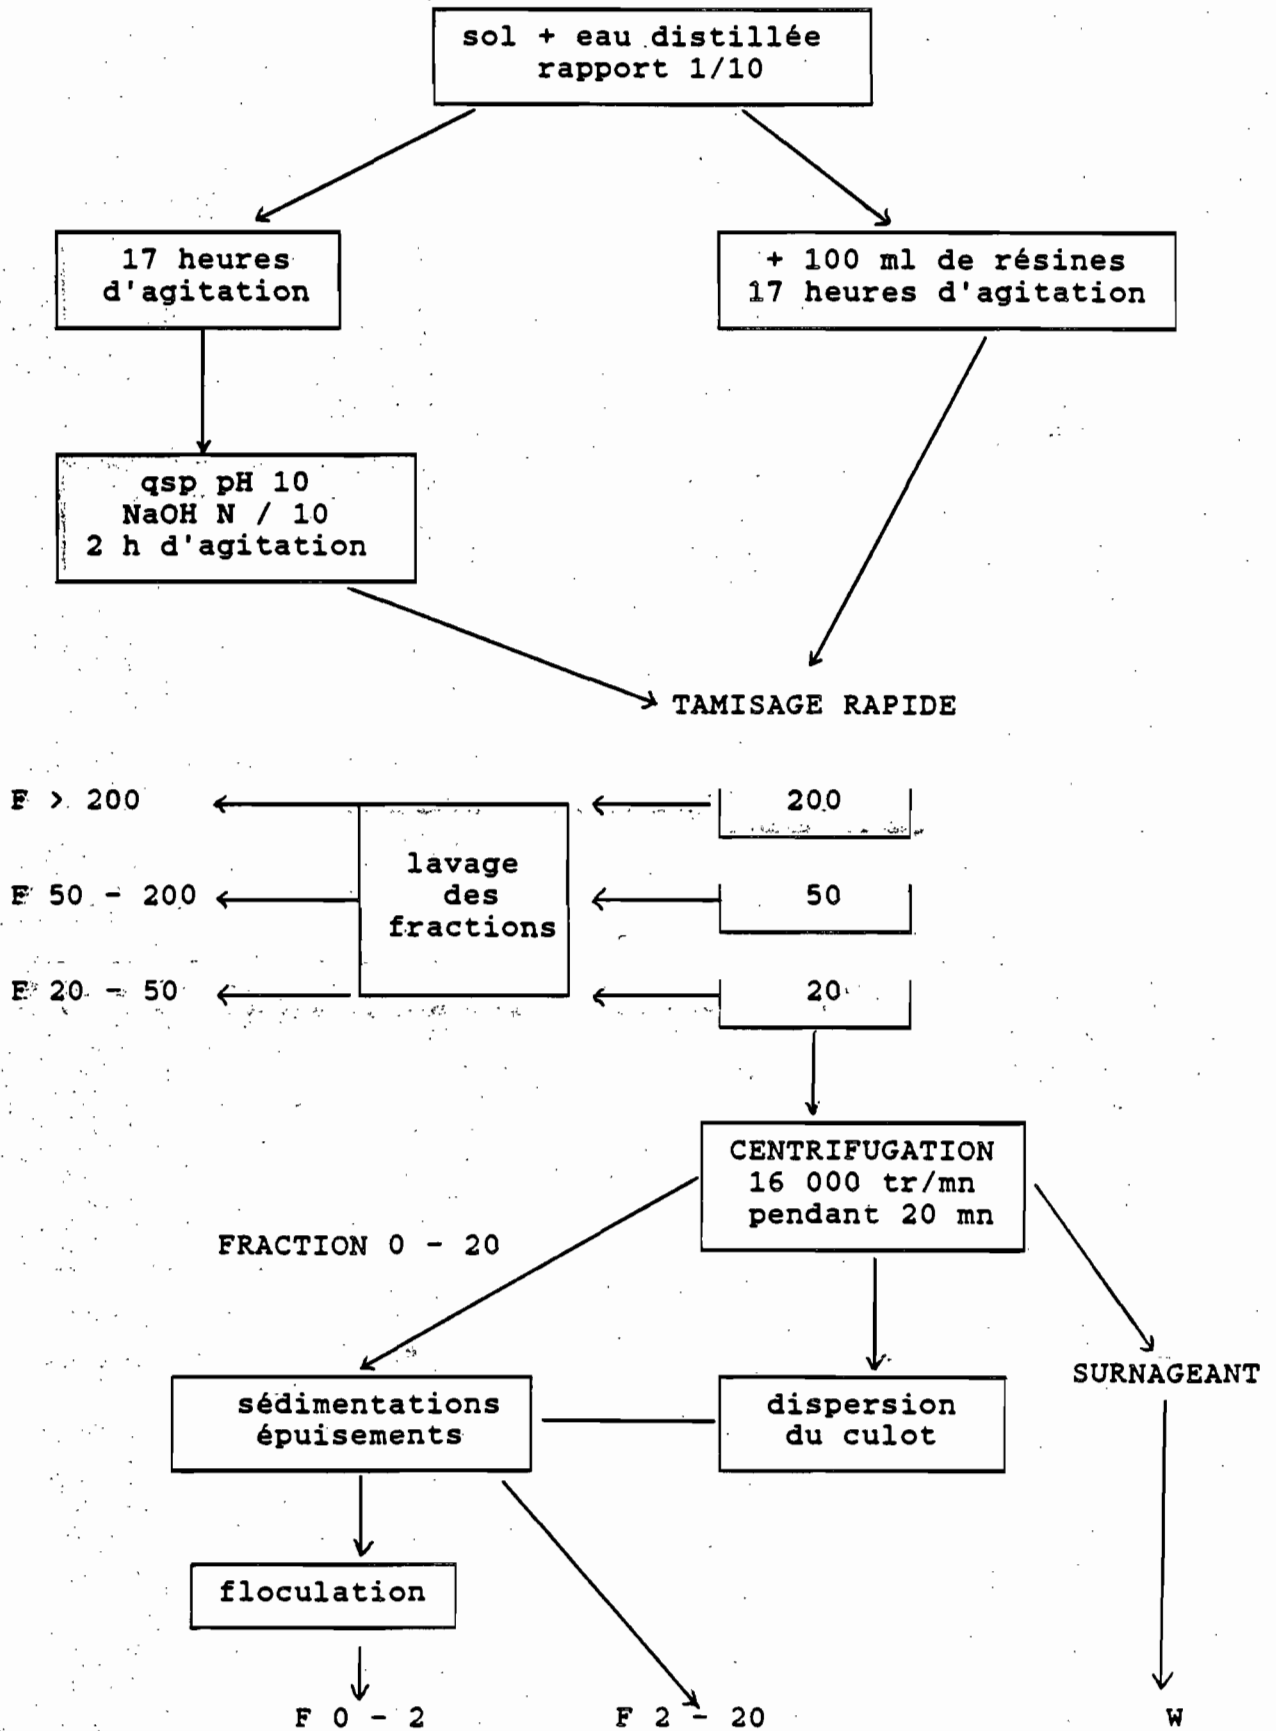 sol + eau distillée
rapport 1/10
17 heures
d'agitation
+ 100 ml de résines
17 heures d'agitation
qsp pH 10
NaOH N / 10
2 h d'agitation
TAMISAGE RAPIDE
F > 200
200
lavage
des
fractions
F 50 - 200
50
F 20 - 50
20
CENTRIFUGATION
16 000 tr/mn
pendant 20 mn
FRACTION 0 - 20
SURNAGEANT
sédimentations
épuisements
dispersion
du culot
floculation
F 0 - 2
F 2 - 20
W